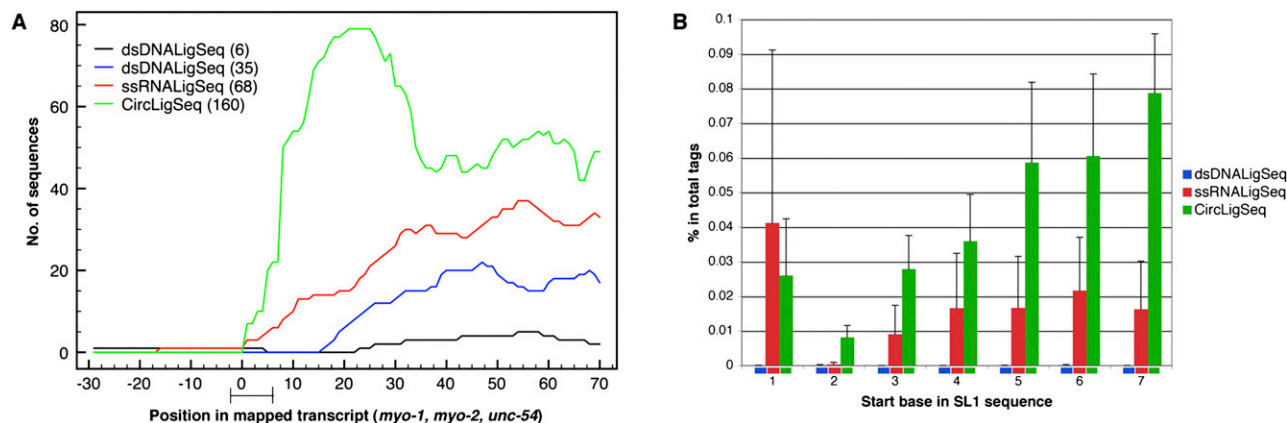 A
80
60
40
20
0
No. of sequences
dsDNALigSeq (6)
dsDNALigSeq (35)
ssRNALigSeq (68)
CircLigSeq (160)
-30 -20 -10 0 10 20 30 40 50 60 70
Position in mapped transcript (myo-1, myo-2, unc-54)
B
0.1
0.09
0.08
0.07
0.06
0.05
0.04
0.03
0.02
0.01
0
% in total tags
1 2 3 4 5 6 7
Start base in SL1 sequence
dsDNALigSeq
ssRNALigSeq
CircLigSeq